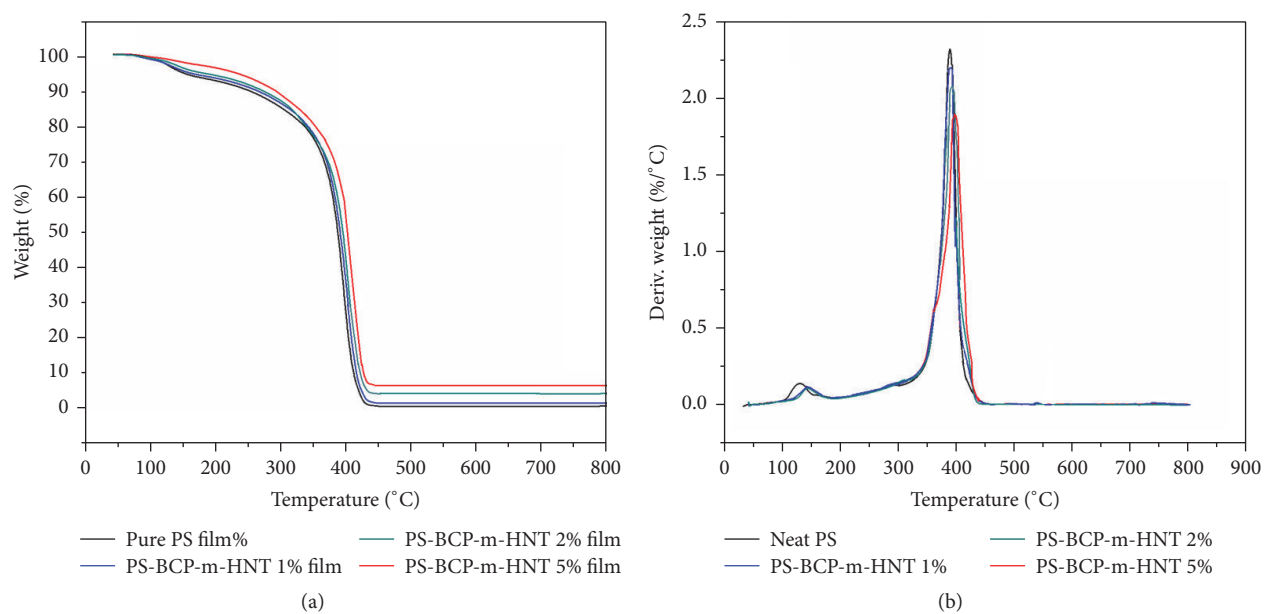 100
90
80
70
60
50
40
30
20
10
0
Weight (%)
0 100 200 300 400 500 600 700 800
Temperature (˚C)
Pure PS film%
PS-BCP-m-HNT 1% film
PS-BCP-m-HNT 2% film
PS-BCP-m-HNT 5% film
(a)
2.5
2.0
1.5
1.0
0.5
0.0
Deriv. weight (%/˚C)
0 100 200 300 400 500 600 700 800 900
Temperature (˚C)
Neat PS
PS-BCP-m-HNT 1%
PS-BCP-m-HNT 2%
PS-BCP-m-HNT 5%
(b)